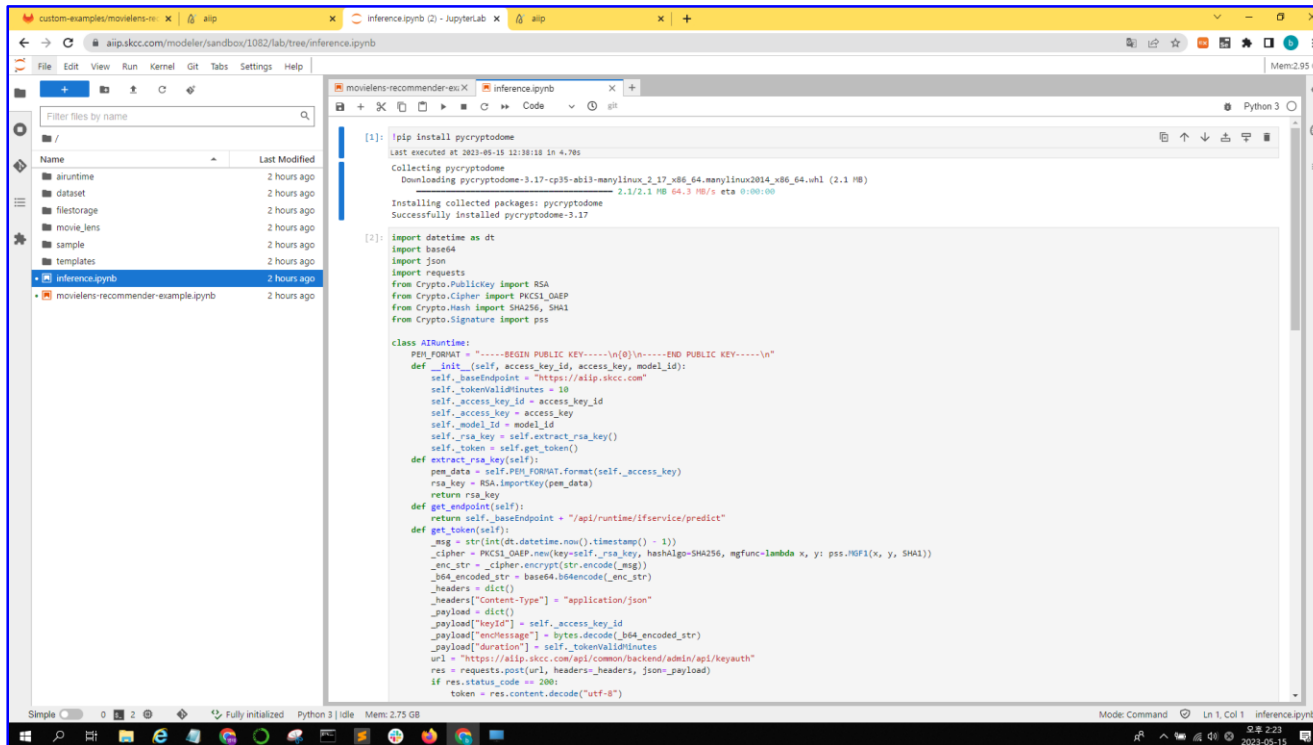 custom-examples/movielens-rec
aiip
inference.ipynb (2) - JupyterLab
aiip
aiip.skcc.com/modeler/sandbox/1082/lab/tree/inference.ipynb
File Edit View Run Kernel Git Tabs Settings Help
Mem:2.95
Filter files by name
/
Name Last Modified
airuntime 2 hours ago
dataset 2 hours ago
filestorage 2 hours ago
movie_lens 2 hours ago
sample 2 hours ago
templates 2 hours ago
inference.ipynb 2 hours ago
movielens-recommender-example.ipynb 2 hours ago
movielens-recommender-ex
inference.ipynb
Code
git
Python 3
[1]: !pip install pycryptodome
Last executed at 2023-05-15 12:38:18 in 4.70s
Collecting pycryptodome
Downloading pycryptodome-3.17-cp35-abi3-manylinux_2_17_x86_64.manylinux2014_x86_64.whl (2.1 MB)
2.1/2.1 MB 64.3 MB/s eta 0:00:00
Installing collected packages: pycryptodome
Successfully installed pycryptodome-3.17
[2]: import datetime as dt
import base64
import json
import requests
from Crypto.PublicKey import RSA
from Crypto.Cipher import PKCS1_OAEP
from Crypto.Hash import SHA256, SHA1
from Crypto.Signature import pss
class AIRuntime:
PEM_FORMAT = "-----BEGIN PUBLIC KEY-----\n{0}\n-----END PUBLIC KEY-----\n"
def __init__(self, access_key_id, access_key, model_id):
self._baseEndpoint = "https://aiip.skcc.com"
self._tokenValidMinutes = 10
self._access_key_id = access_key_id
self._access_key = access_key
self._model_Id = model_id
self._rsa_key = self.extract_rsa_key()
self._token = self.get_token()
def extract_rsa_key(self):
pem_data = self.PEM_FORMAT.format(self._access_key)
rsa_key = RSA.importKey(pem_data)
return rsa_key
def get_endpoint(self):
return self._baseEndpoint + "/api/runtime/ifservice/predict"
def get_token(self):
_msg = str(int(dt.datetime.now().timestamp() - 1))
_cipher = PKCS1_OAEP.new(key=self._rsa_key, hashAlgo=SHA256, mgfunc=lambda x, y: pss.MGF1(x, y, SHA1))
_enc_str = _cipher.encrypt(str.encode(_msg))
_b64_encoded_str = base64.b64encode(_enc_str)
_headers = dict()
_headers["Content-Type"] = "application/json"
_payload = dict()
_payload["keyId"] = self._access_key_id
_payload["encMessage"] = bytes.decode(_b64_encoded_str)
_payload["duration"] = self._tokenValidMinutes
url = "https://aiip.skcc.com/api/common/backend/admin/api/keyauth"
res = requests.post(url, headers=_headers, json=_payload)
if res.status_code == 200:
token = res.content.decode("utf-8")
Simple 0 2 Fully initialized Python 3 | Idle Mem: 2.75 GB
Mode: Command Ln 1, Col 1 inference.ipynb
오후 2:23
2023-05-15